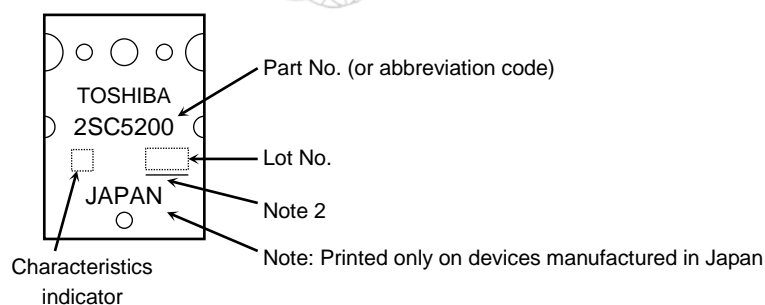 TOSHIBA
2SC5200
JAPAN
Part No. (or abbreviation code)
Lot No.
Note 2
Note: Printed only on devices manufactured in Japan
Characteristics
indicator